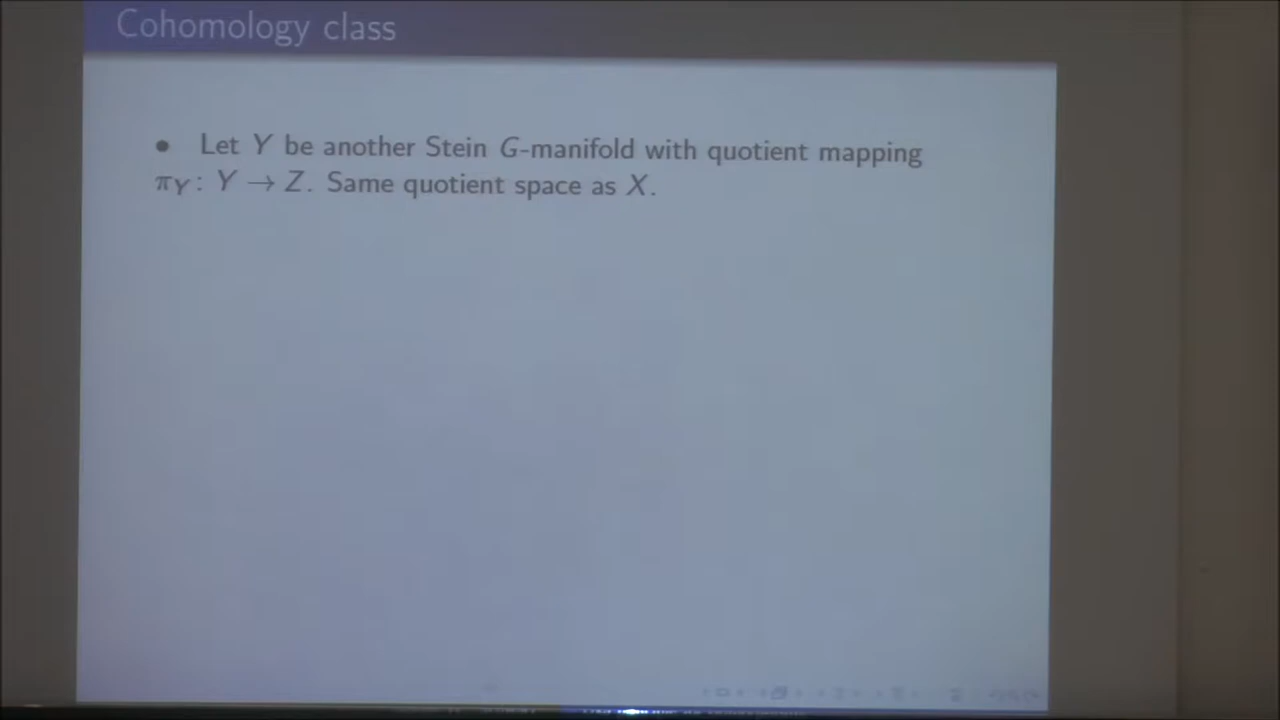 Cohomology class
• Let Y be another Stein G-manifold with quotient mapping
π_Y : Y → Z. Same quotient space as X.